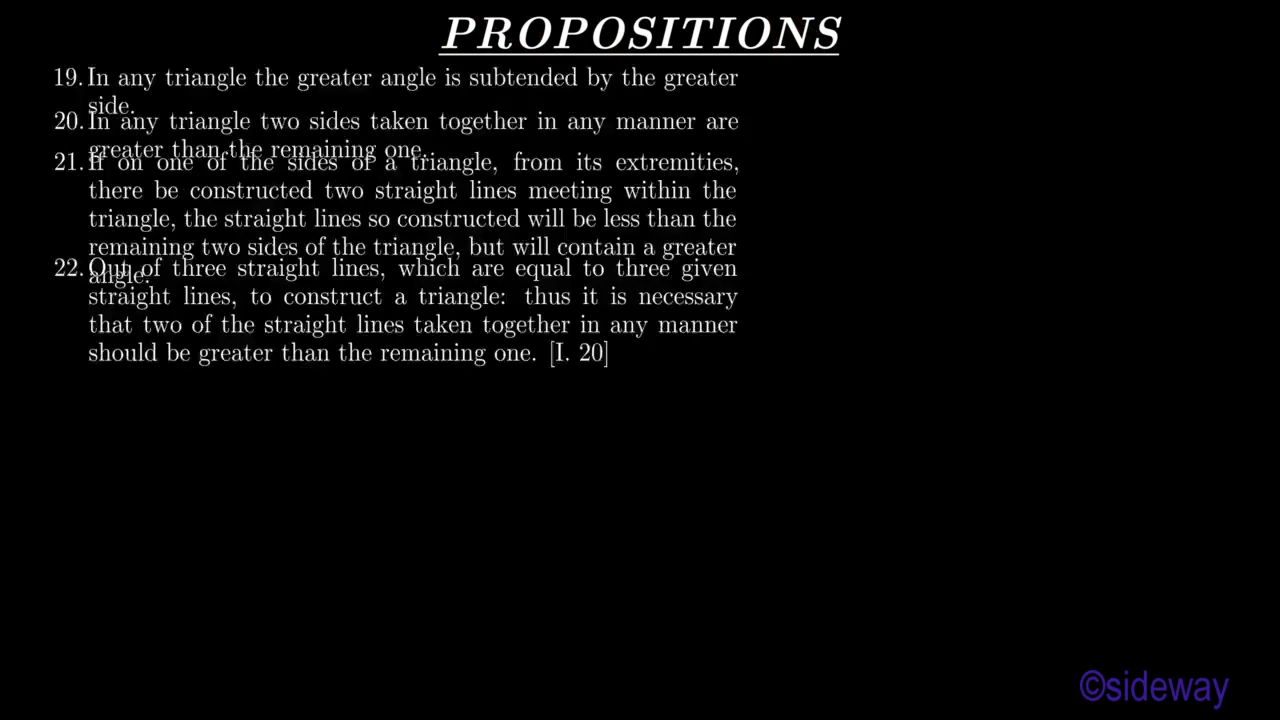 PROPOSITIONS
19. In any triangle the greater angle is subtended by the greater
side.
20. In any triangle two sides taken together in any manner are
greater than the remaining one.
21. If on one of the sides of a triangle, from its extremities,
there be constructed two straight lines meeting within the
triangle, the straight lines so constructed will be less than the
remaining two sides of the triangle, but will contain a greater
angle.
22. Out of three straight lines, which are equal to three given
straight lines, to construct a triangle: thus it is necessary
that two of the straight lines taken together in any manner
should be greater than the remaining one. [I. 20]
©sideway